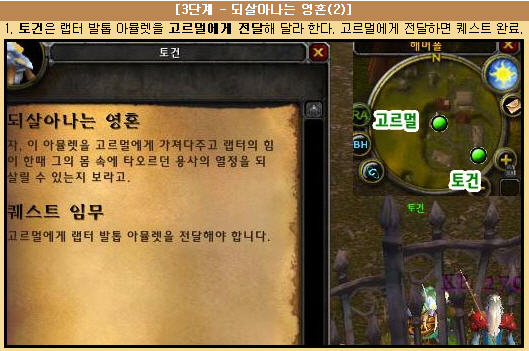 [3단계 - 되살아나는 영혼(2)]
1. 토건은 랩터 발톱 아뮬렛을 고르멀에게 전달해 달라 한다. 고르멀에게 전달하면 퀘스트 완료.
토건
되살아나는 영혼
자, 이 아뮬렛을 고르멀에게 가져다주고 랩터의 힘
이 한때 그의 몸 속에 타오르던 용사의 열정을 되
살릴 수 있는지 보라고.
퀘스트 임무
고르멀에게 랩터 발톱 아뮬렛을 전달해야 합니다.
해머폴
N
RA
BH
고르멀
토건
토건